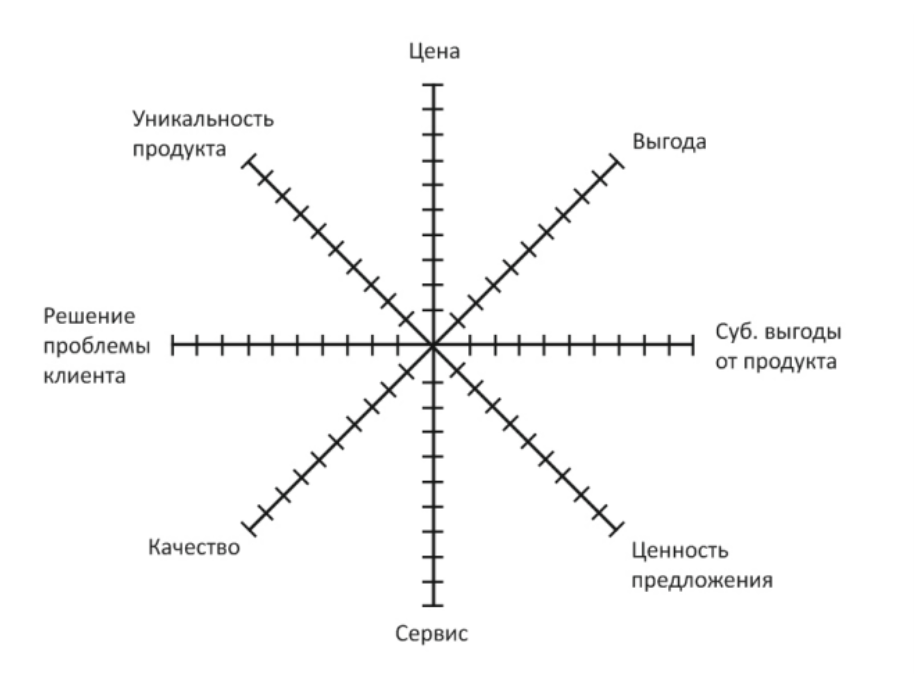 Цена
Уникальность
продукта
Выгода
Решение
проблемы
клиента
Суб. выгоды
от продукта
Качество
Ценность
предложения
Сервис